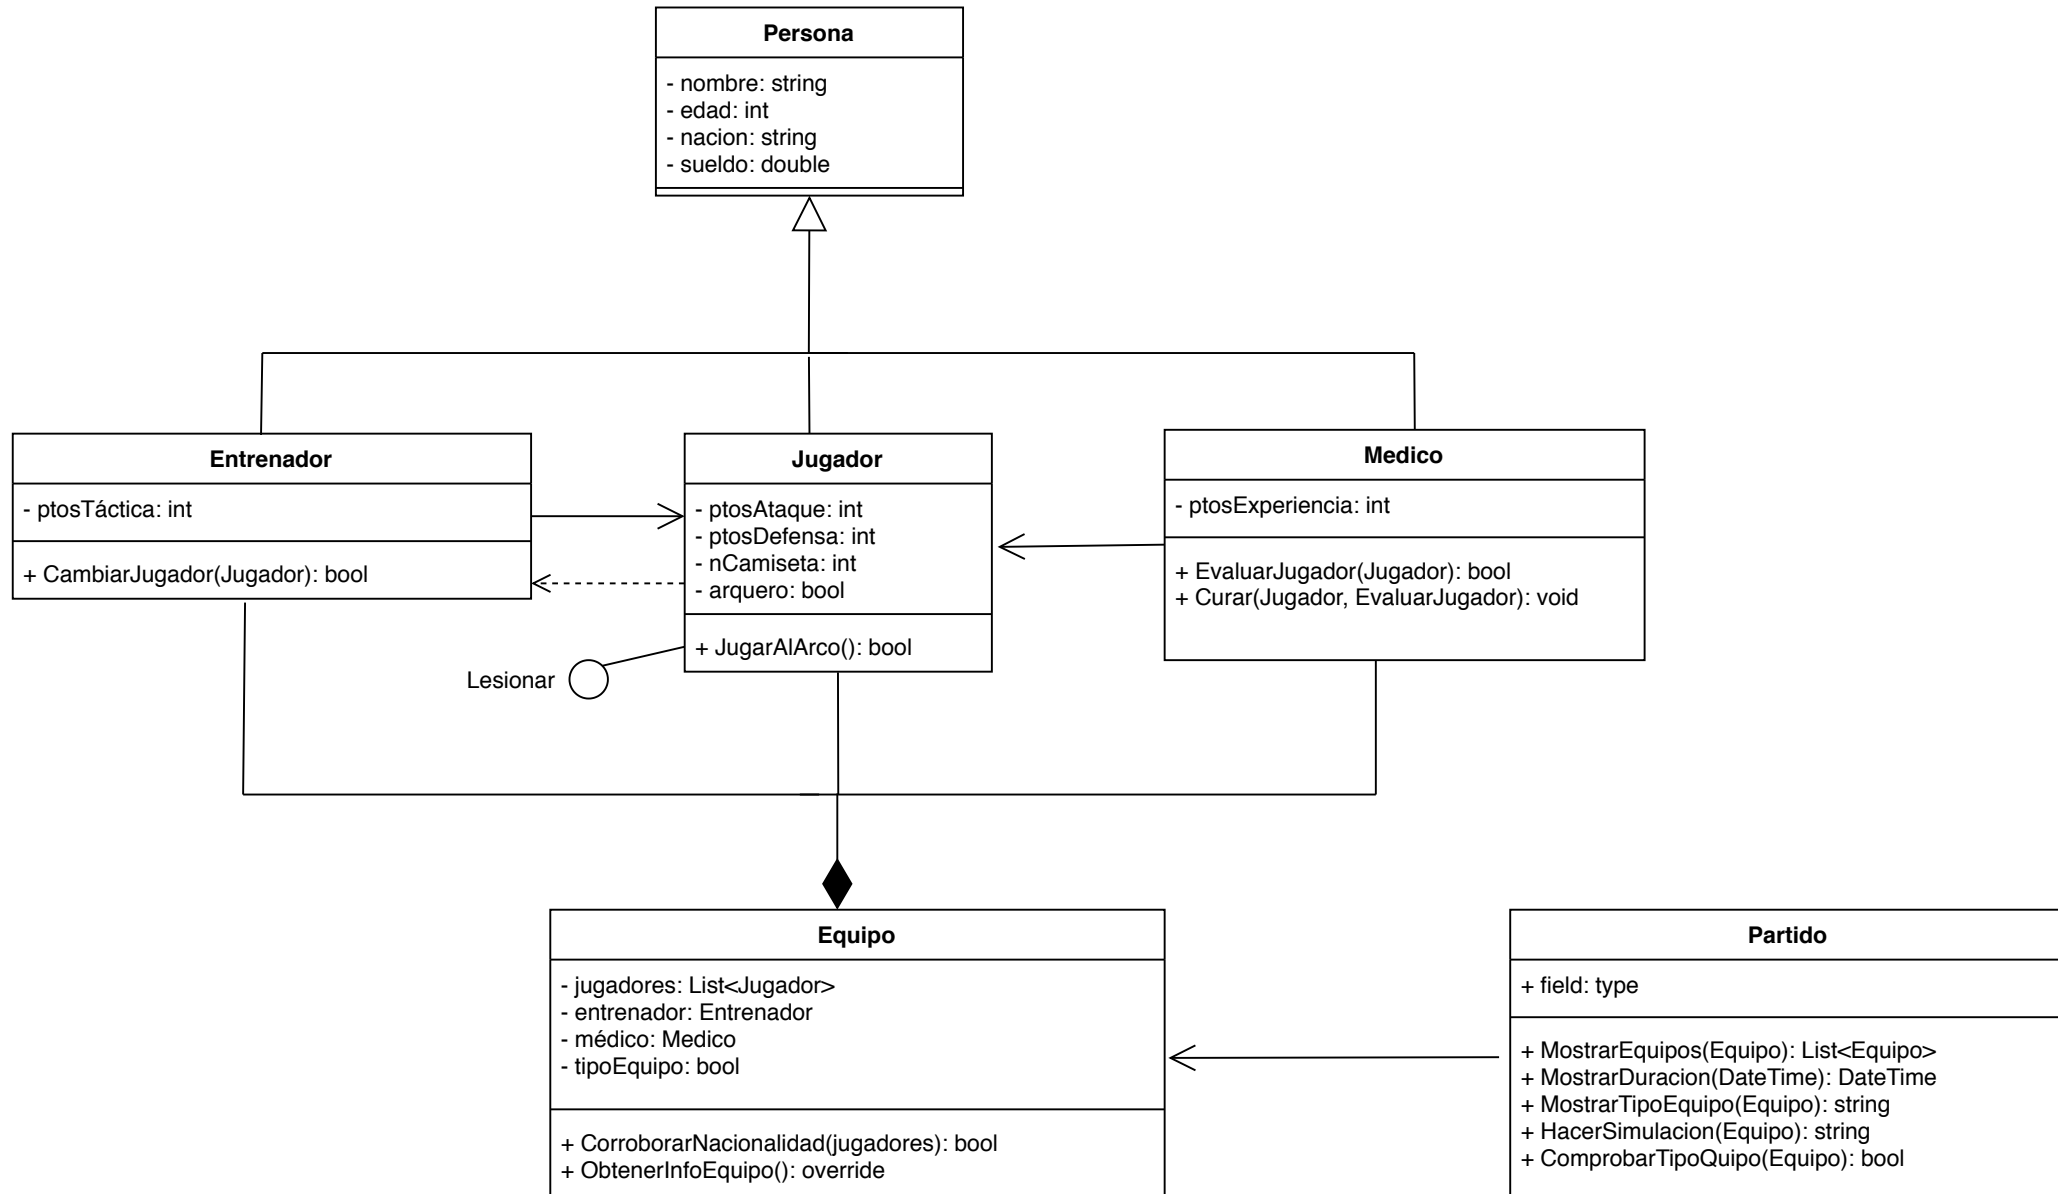 Persona
- nombre: string
- edad: int
- nacion: string
- sueldo: double
Entrenador
- ptosTáctica: int
+ CambiarJugador(Jugador): bool
Jugador
- ptosAtaque: int
- ptosDefensa: int
- nCamiseta: int
- arquero: bool
+ JugarAlArco(): bool
Lesionar
Medico
- ptosExperiencia: int
+ EvaluarJugador(Jugador): bool
+ Curar(Jugador, EvaluarJugador): void
Equipo
- jugadores: List<Jugador>
- entrenador: Entrenador
- médico: Medico
- tipoEquipo: bool
+ CorroborarNacionalidad(jugadores): bool
+ ObtenerInfoEquipo(): override
Partido
+ field: type
+ MostrarEquipos(Equipo): List<Equipo>
+ MostrarDuracion(DateTime): DateTime
+ MostrarTipoEquipo(Equipo): string
+ HacerSimulacion(Equipo): string
+ ComprobarTipoQuipo(Equipo): bool